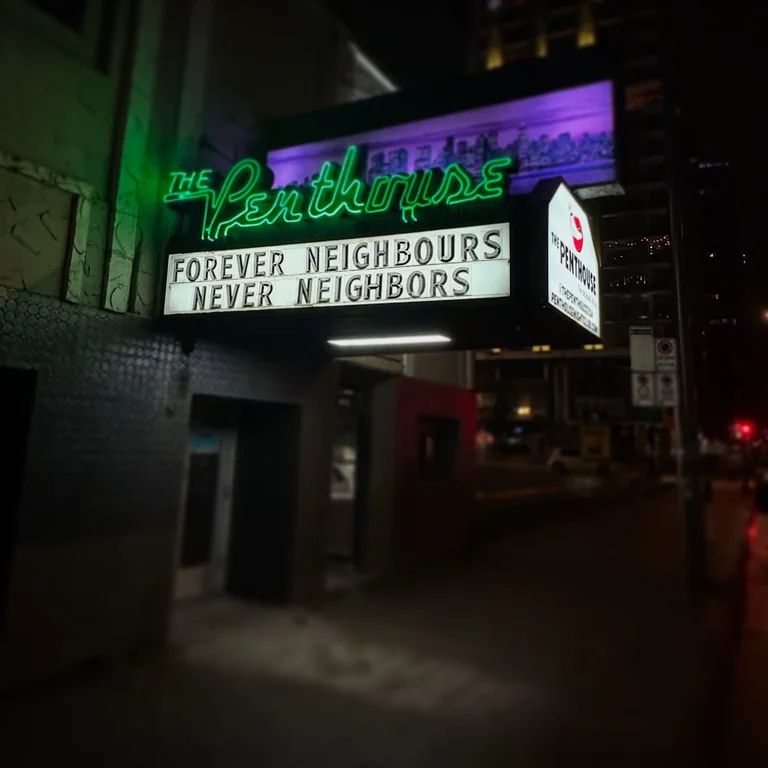 THE Penthouse
FOREVER NEIGHBOURS
NEVER NEIGHBORS
THE
PENTHOUSE